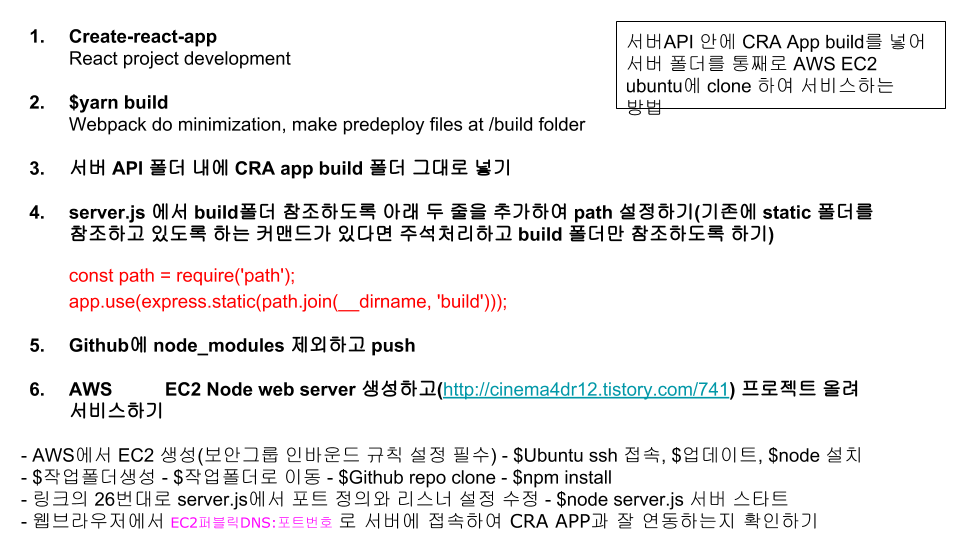 1. Create-react-app
React project development
서버API 안에 CRA App build를 넣어
서버 폴더를 통째로 AWS EC2
ubuntu에 clone 하여 서비스하는
방법
2. $yarn build
Webpack do minimization, make predeploy files at /build folder
3. 서버 API 폴더 내에 CRA app build 폴더 그대로 넣기
4. server.js 에서 build폴더 참조하도록 아래 두 줄을 추가하여 path 설정하기(기존에 static 폴더를
참조하고 있도록 하는 커맨드가 있다면 주석처리하고 build 폴더만 참조하도록 하기)
const path = require('path');
app.use(express.static(path.join(__dirname, 'build')));
5. Github에 node_modules 제외하고 push
6. AWS EC2 Node web server 생성하고(http://cinema4dr12.tistory.com/741) 프로젝트 올려
서비스하기
- AWS에서 EC2 생성(보안그룹 인바운드 규칙 설정 필수) - $Ubuntu ssh 접속, $업데이트, $node 설치
- $작업폴더생성 - $작업폴더로 이동 - $Github repo clone - $npm install
- 링크의 26번대로 server.js에서 포트 정의와 리스너 설정 수정 - $node server.js 서버 스타트
- 웹브라우저에서 EC2퍼블릭DNS:포트번호 로 서버에 접속하여 CRA APP과 잘 연동하는지 확인하기